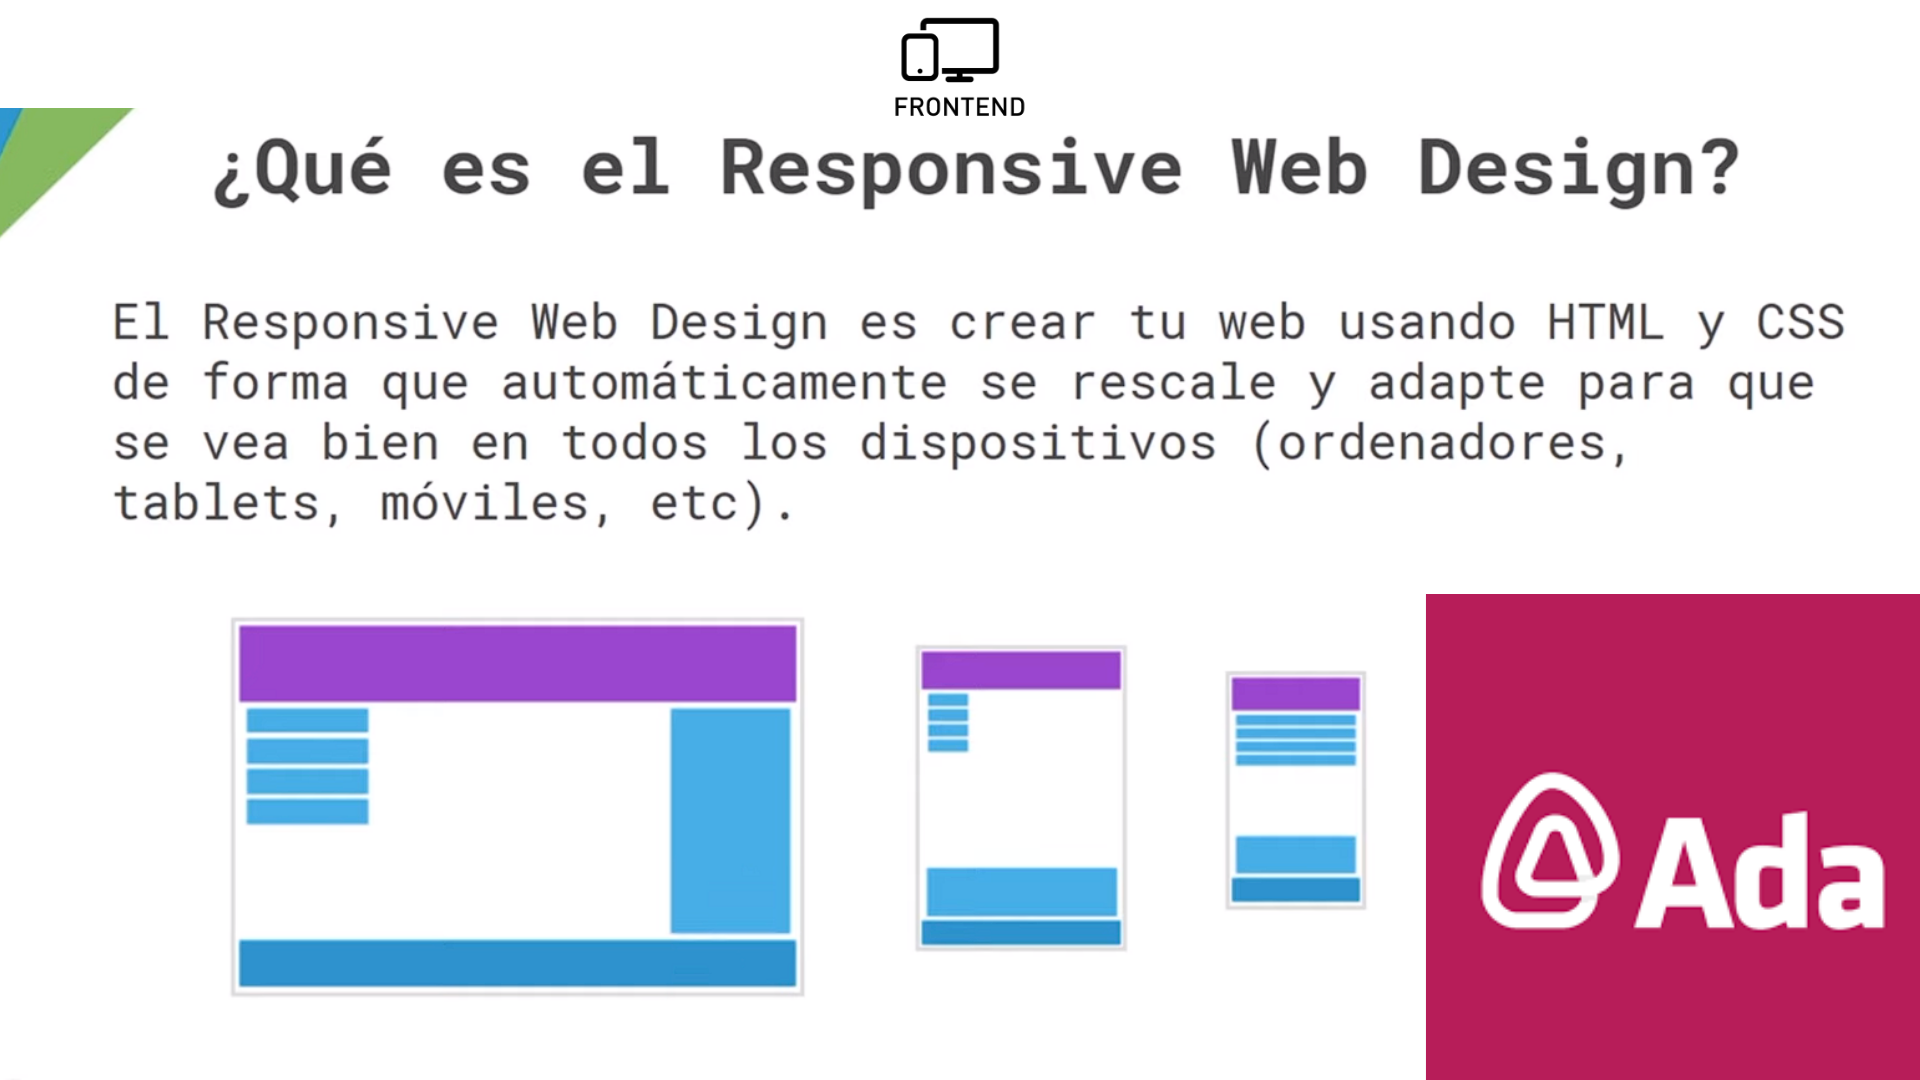 FRONTEND
¿Qué es el Responsive Web Design?
El Responsive Web Design es crear tu web usando HTML y CSS
de forma que automáticamente se rescale y adapte para que
se vea bien en todos los dispositivos (ordenadores,
tablets, móviles, etc).
Ada